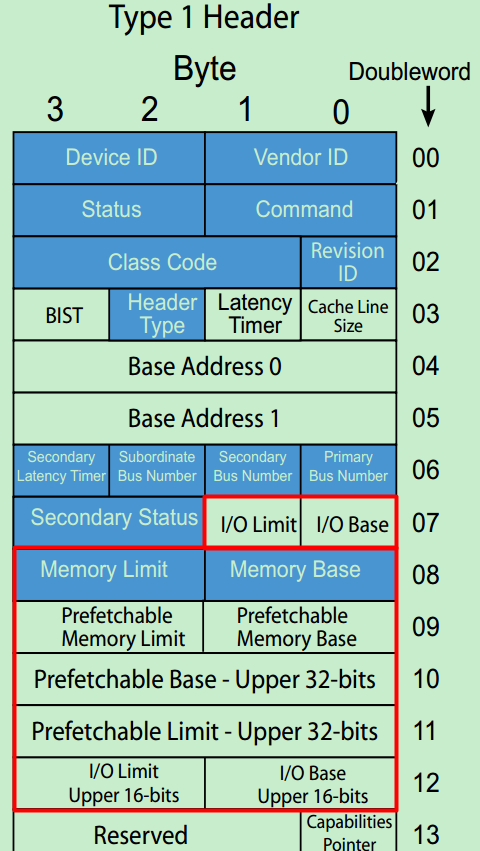 Type 1 Header
Byte
Doubleword
3 2 1 0
Device ID Vendor ID 00
Status Command 01
Class Code Revision ID 02
BIST Header Type Latency Timer Cache Line Size 03
Base Address 0 04
Base Address 1 05
Secondary Latency Timer Subordinate Bus Number Secondary Bus Number Primary Bus Number 06
Secondary Status I/O Limit I/O Base 07
Memory Limit Memory Base 08
Prefetchable Memory Limit Prefetchable Memory Base 09
Prefetchable Base - Upper 32-bits 10
Prefetchable Limit - Upper 32-bits 11
I/O Limit Upper 16-bits I/O Base Upper 16-bits 12
Reserved Capabilities Pointer 13